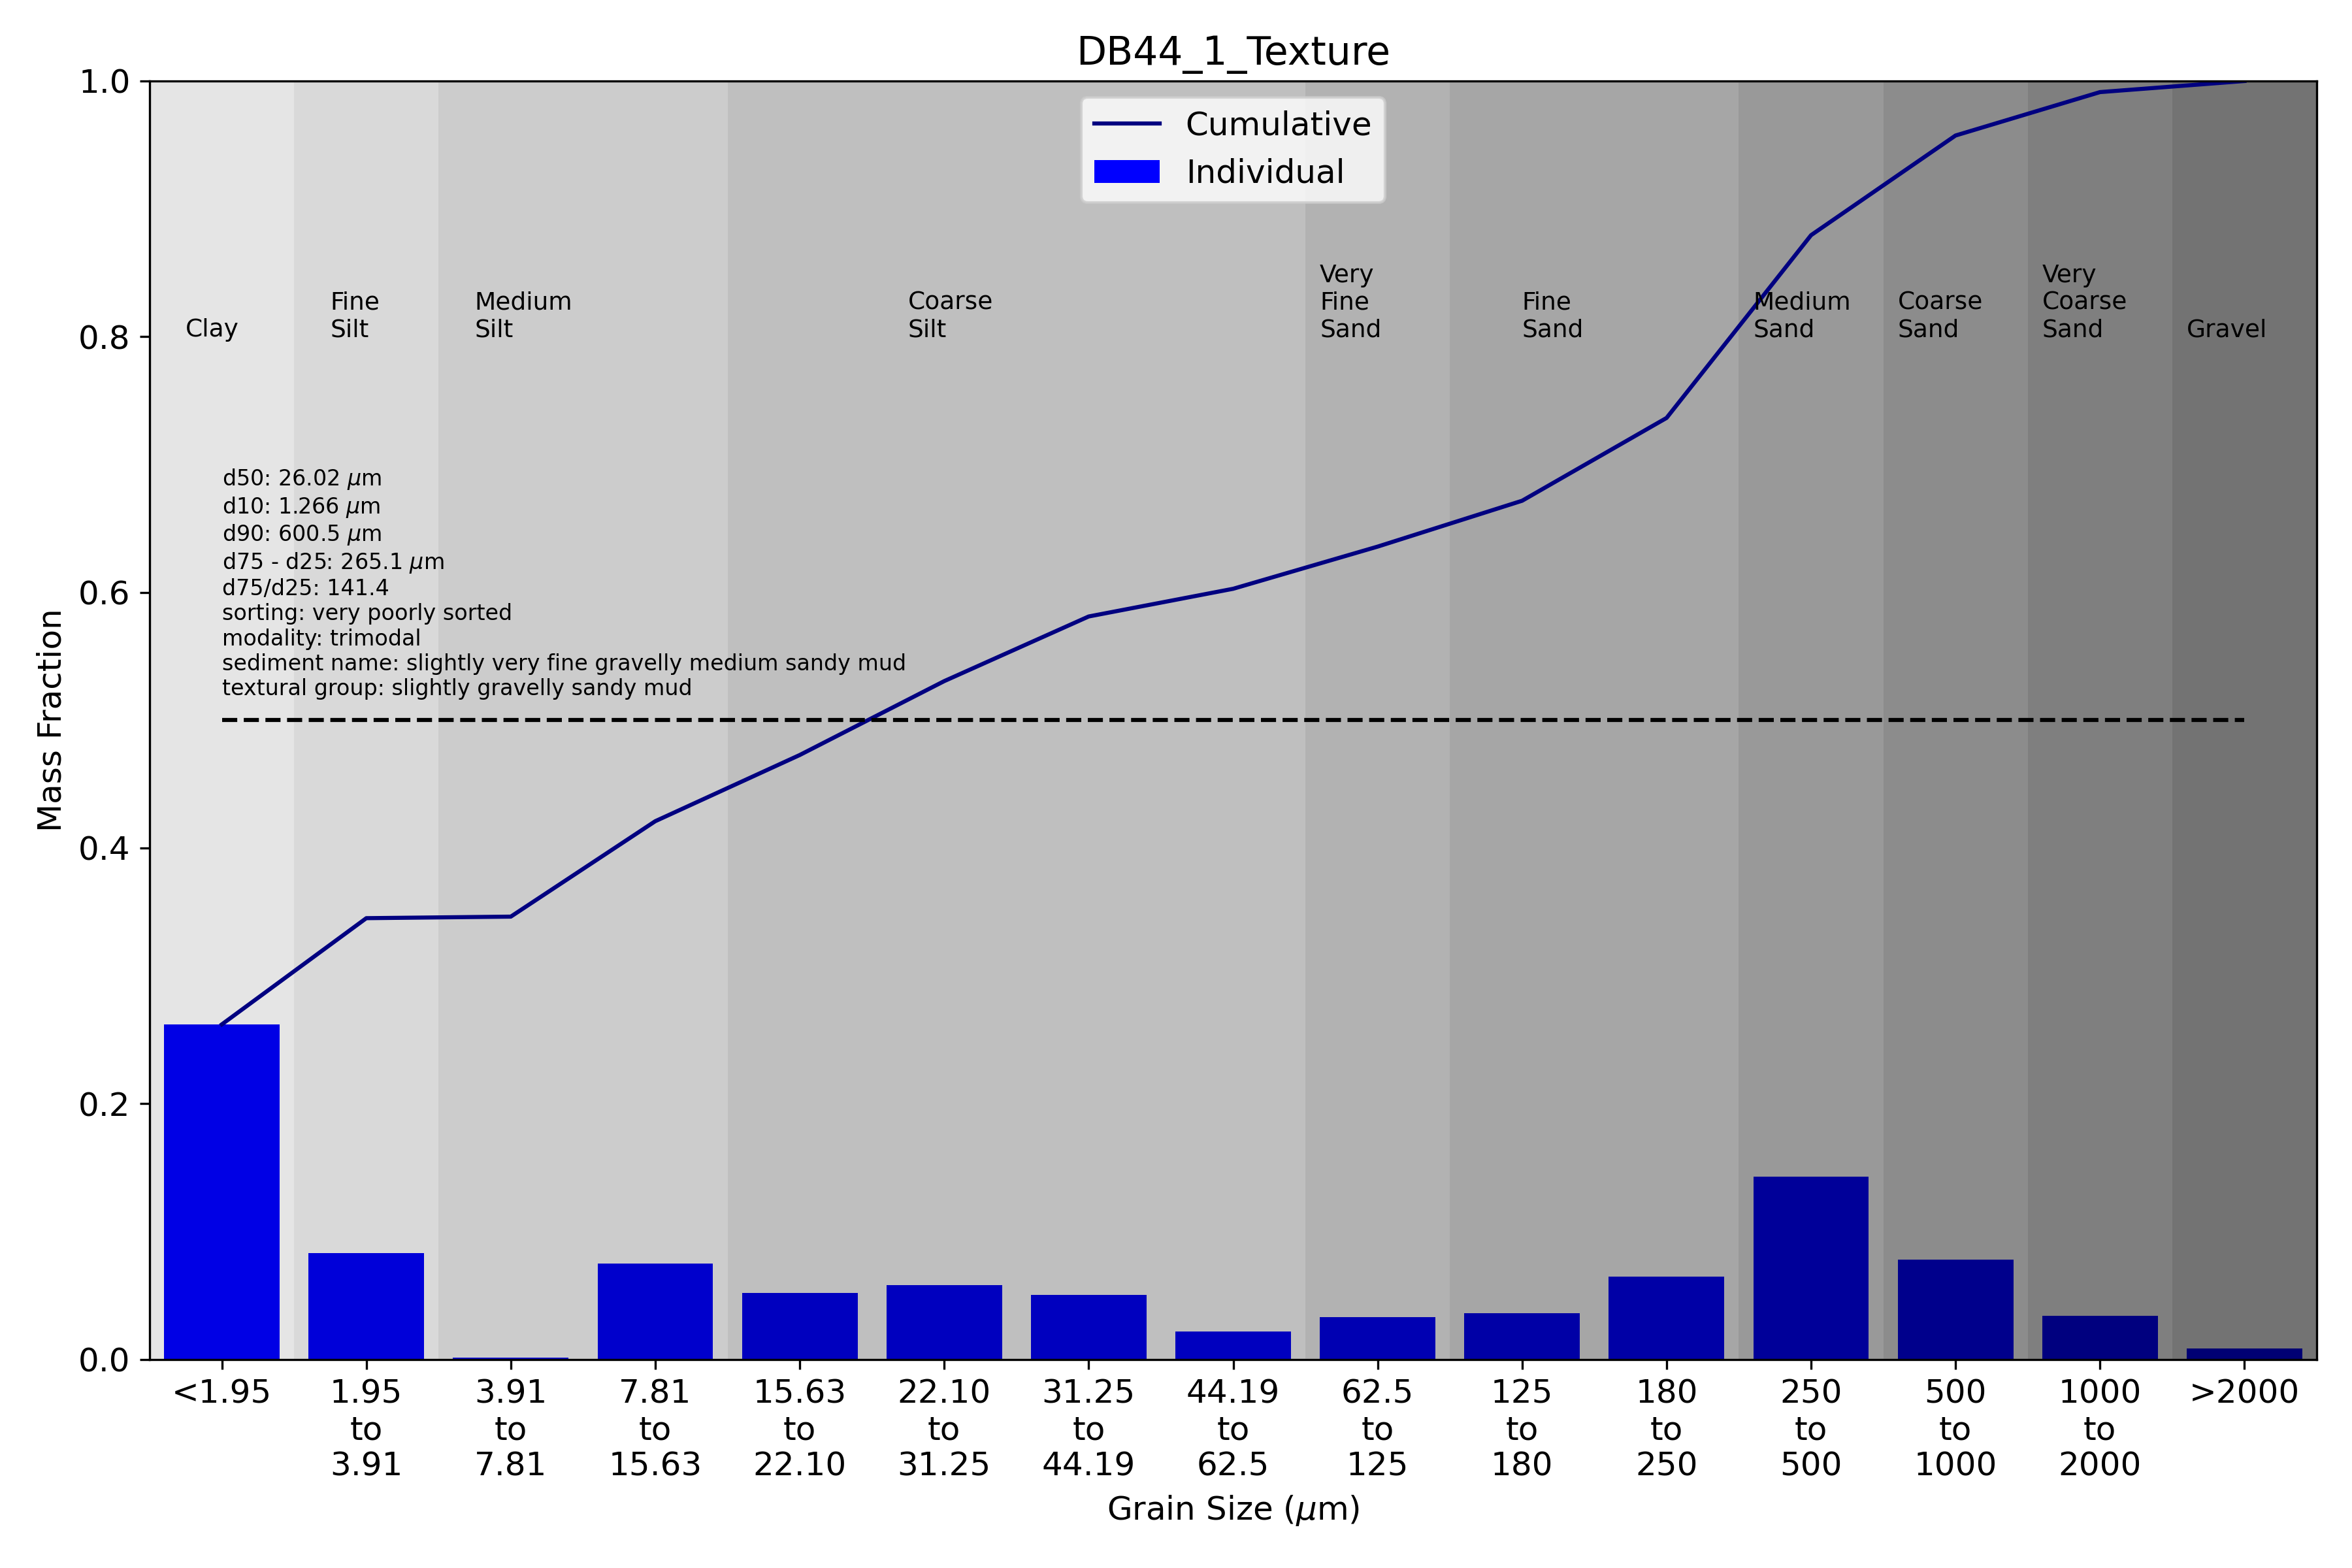 DB44_1_Texture
Cumulative
Individual
Clay
Fine
Silt
Medium
Silt
Coarse
Silt
Very
Fine
Sand
Fine
Sand
Medium
Sand
Coarse
Sand
Very
Coarse
Sand
Gravel
d50: 26.02 μm
d10: 1.266 μm
d90: 600.5 μm
d75 - d25: 265.1 μm
d75/d25: 141.4
sorting: very poorly sorted
modality: trimodal
sediment name: slightly very fine gravelly medium sandy mud
textural group: slightly gravelly sandy mud
Mass Fraction
1.0
0.8
0.6
0.4
0.2
0.0
<1.95
1.95
to
3.91
3.91
to
7.81
7.81
to
15.63
15.63
to
22.10
22.10
to
31.25
31.25
to
44.19
44.19
to
62.5
62.5
to
125
125
to
180
180
to
250
250
to
500
500
to
1000
1000
to
2000
>2000
Grain Size (μm)